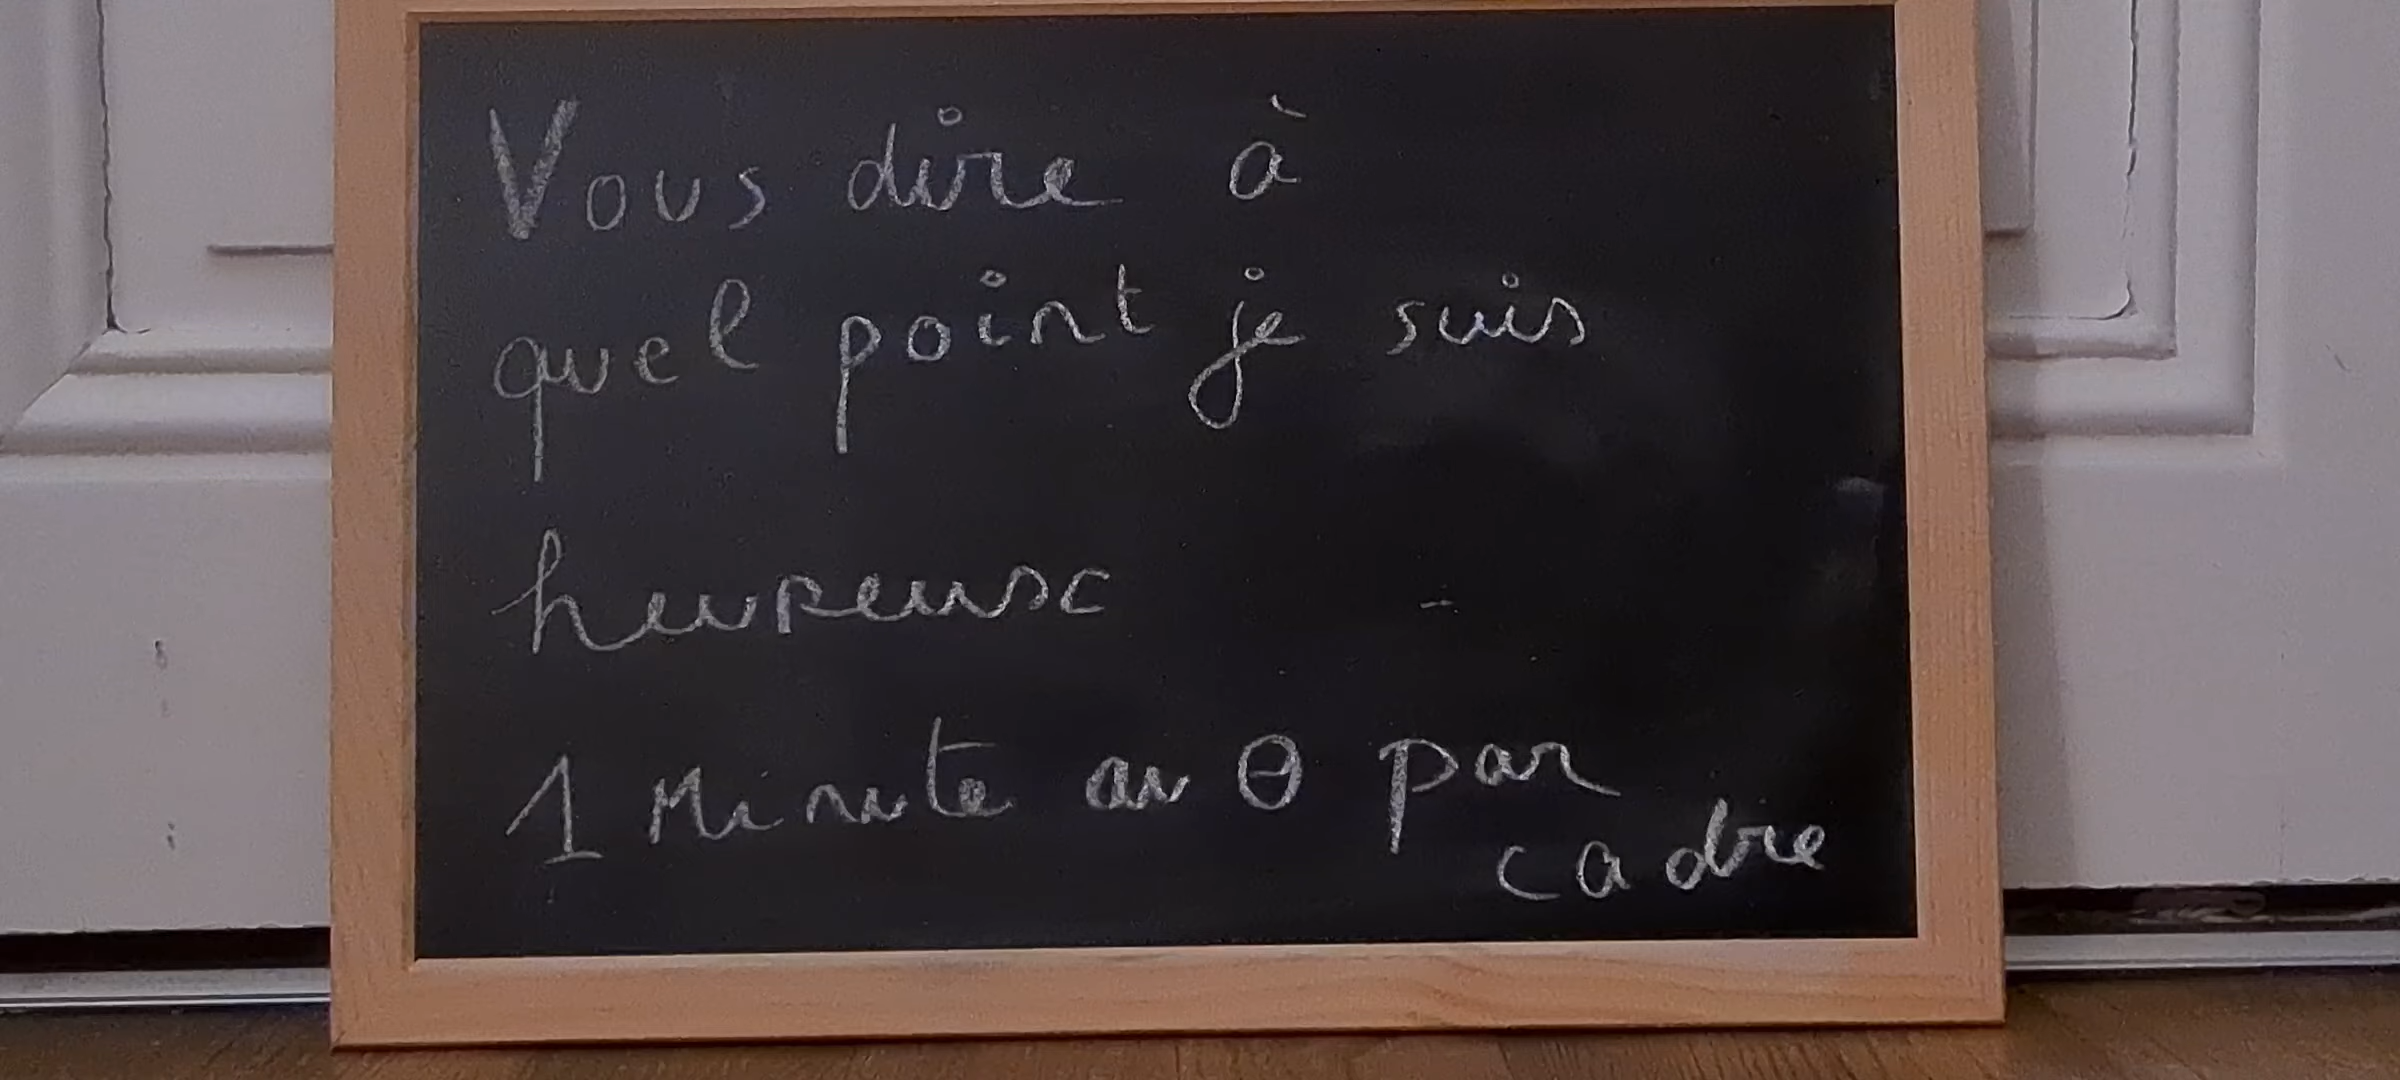 Vous dire à
quel point je suis
heureuse
1 Minute au θ par
cadre